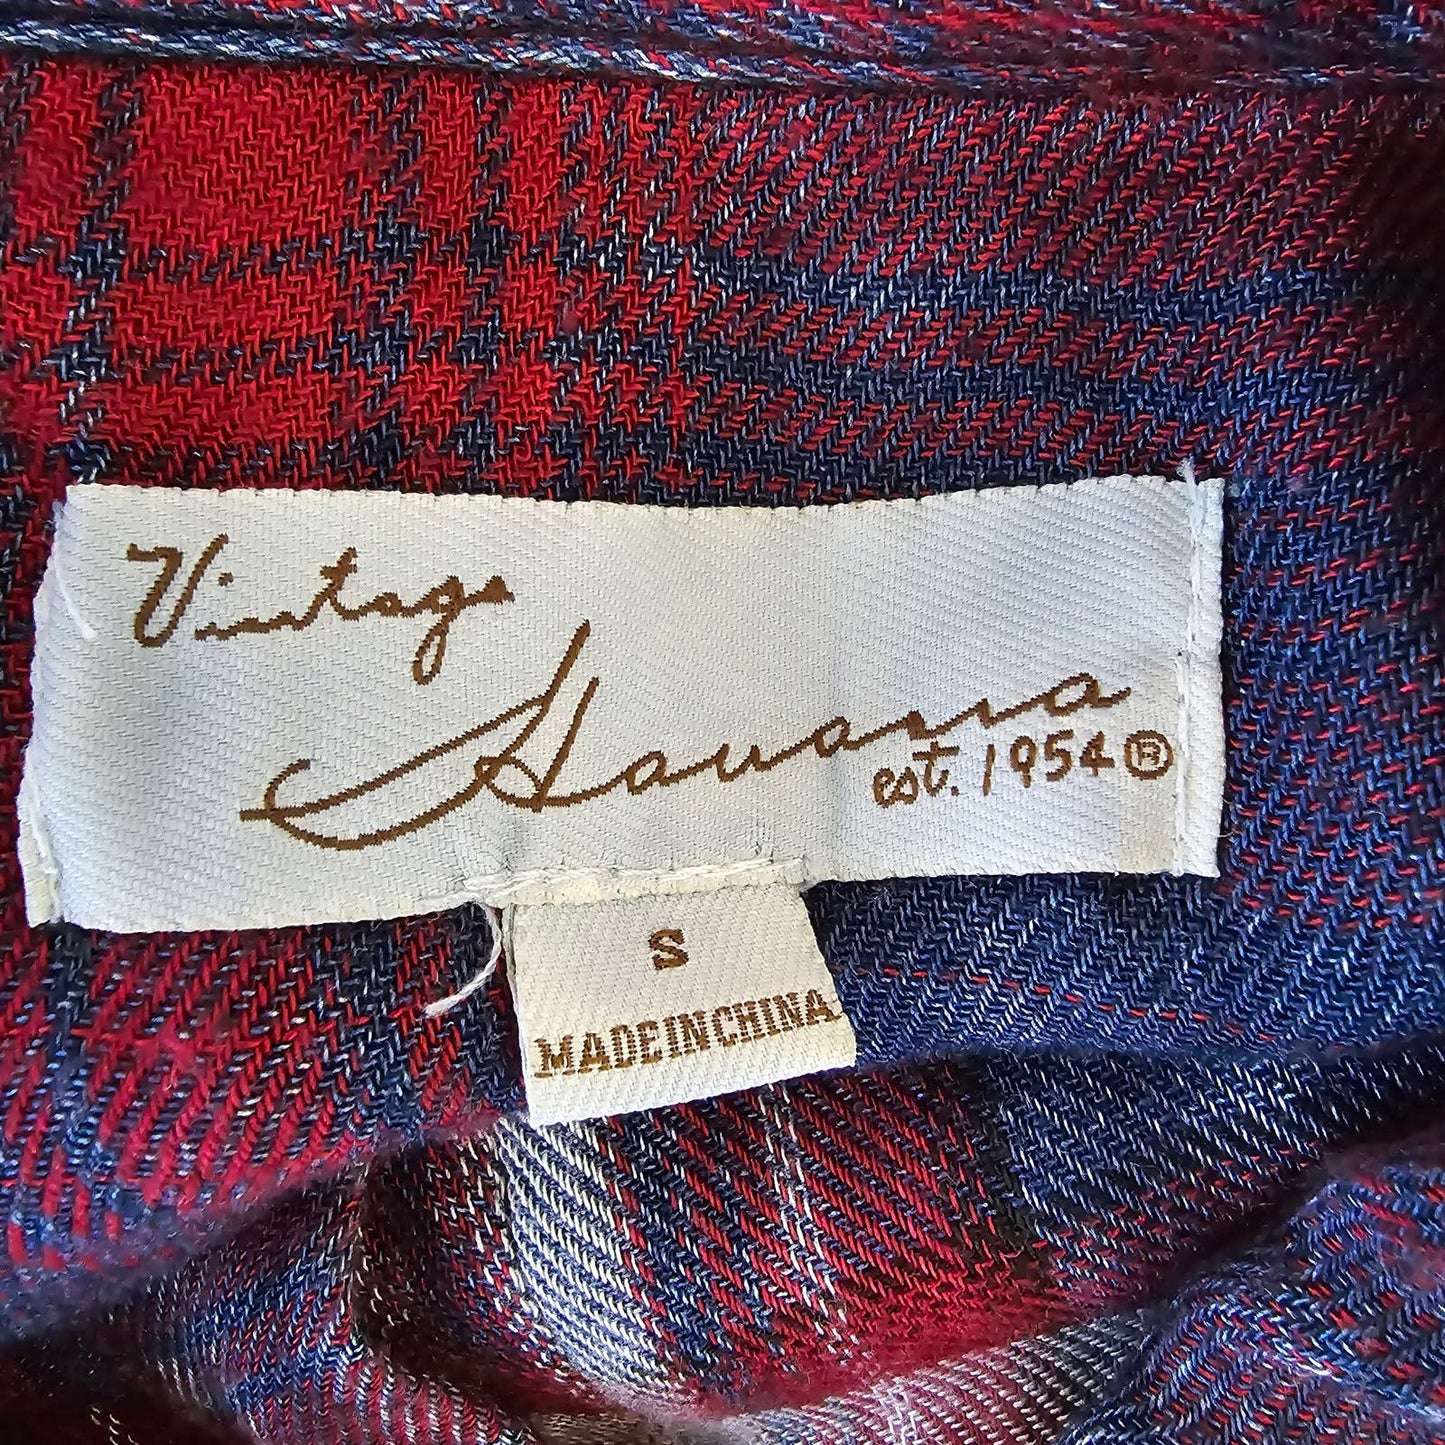 Vintage
Havana
est. 1954 ®
S
MADE IN CHINA